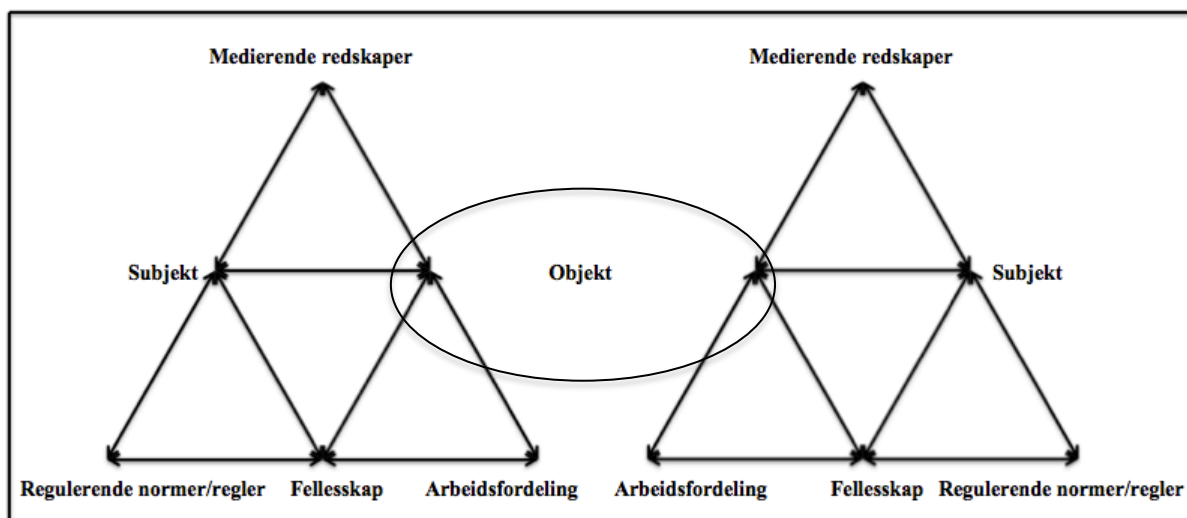 Medierende redskaper Medierende redskaper
Subjekt Objekt Subjekt
Regulerende normer/regler Fellesskap Arbeidsfordeling Arbeidsfordeling Fellesskap Regulerende normer/regler